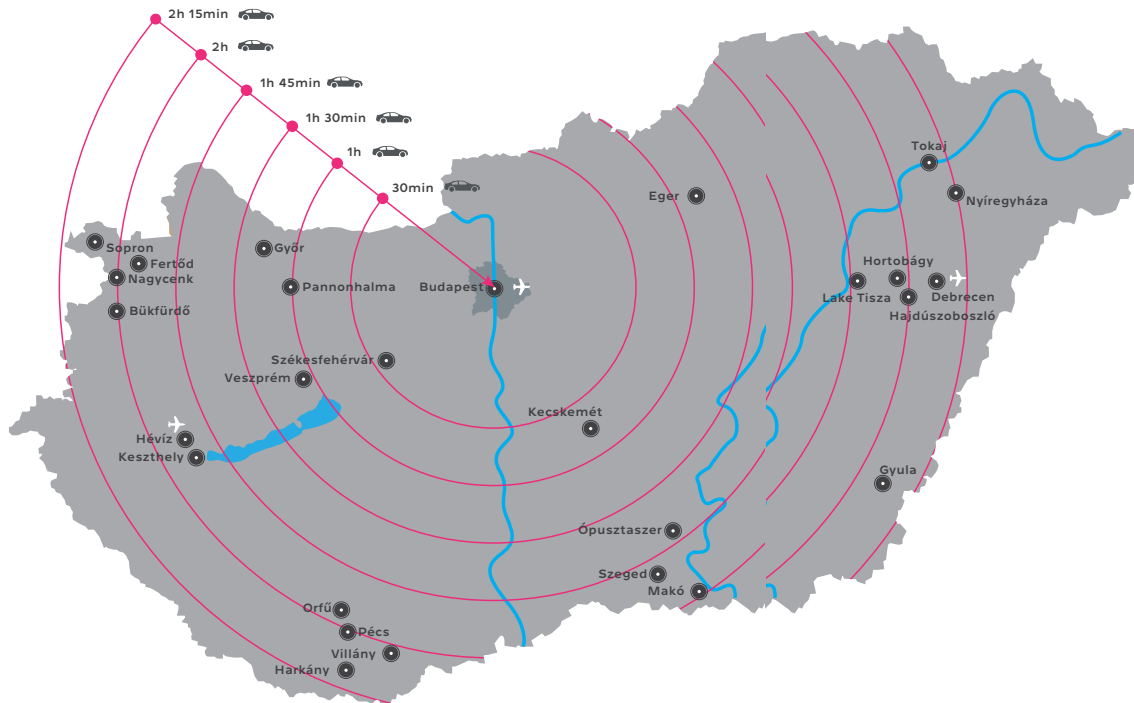 2h 15min
2h
1h 45min
1h 30min
1h
30min
Tokaj
Eger
Nyíregyháza
Sopron
Győr
Fertőd
Nagycenk
Hortobágy
Pannonhalma
Budapest
Lake Tisza
Debrecen
Bükfürdő
Hajdúszoboszló
Székesfehérvár
Veszprém
Kecskemét
Hévíz
Keszthely
Gyula
Ópusztaszer
Szeged
Makó
Orfű
Pécs
Villány
Harkány